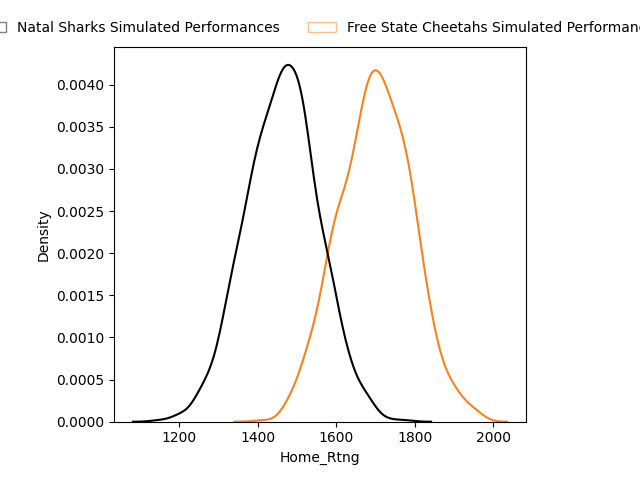 Natal Sharks Simulated Performances
Free State Cheetahs Simulated
0.0040
0.0035
0.0030
0.0025
0.0020
0.0015
0.0010
0.0005
0.0000
Density
1200 1400 1600 1800 2000
Home_Rtng